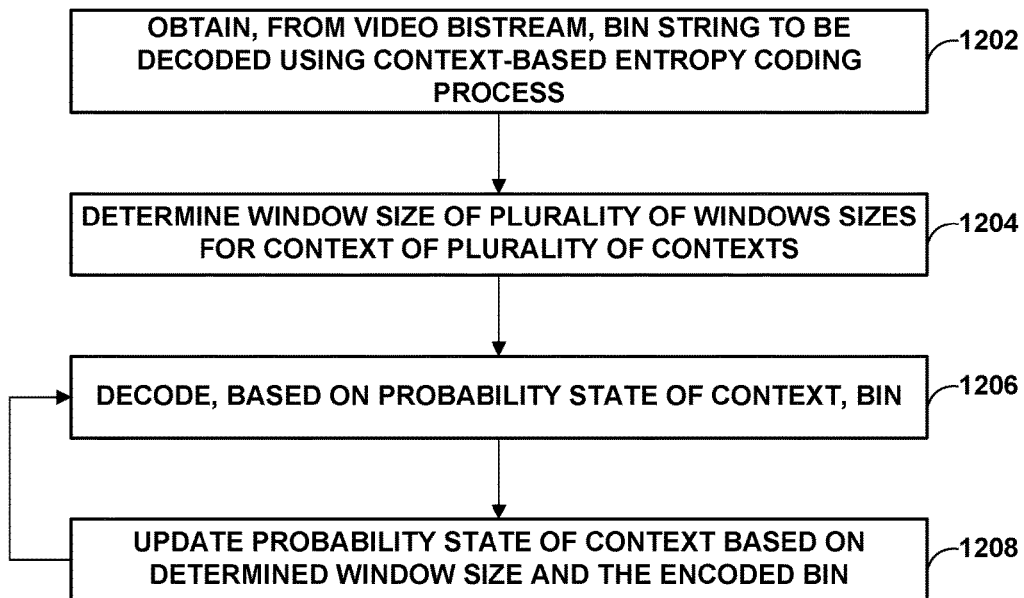 OBTAIN, FROM VIDEO BISTREAM, BIN STRING TO BE
DECODED USING CONTEXT-BASED ENTROPY CODING
PROCESS
1202
DETERMINE WINDOW SIZE OF PLURALITY OF WINDOWS SIZES
FOR CONTEXT OF PLURALITY OF CONTEXTS
1204
DECODE, BASED ON PROBABILITY STATE OF CONTEXT, BIN
1206
UPDATE PROBABILITY STATE OF CONTEXT BASED ON
DETERMINED WINDOW SIZE AND THE ENCODED BIN
1208